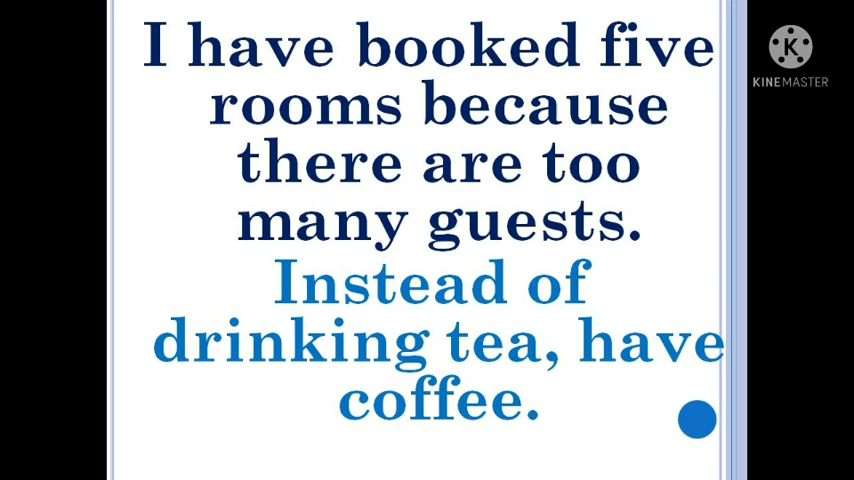 I have booked five
rooms because
there are too
many guests.
Instead of
drinking tea, have
coffee.
K
KINEMASTER